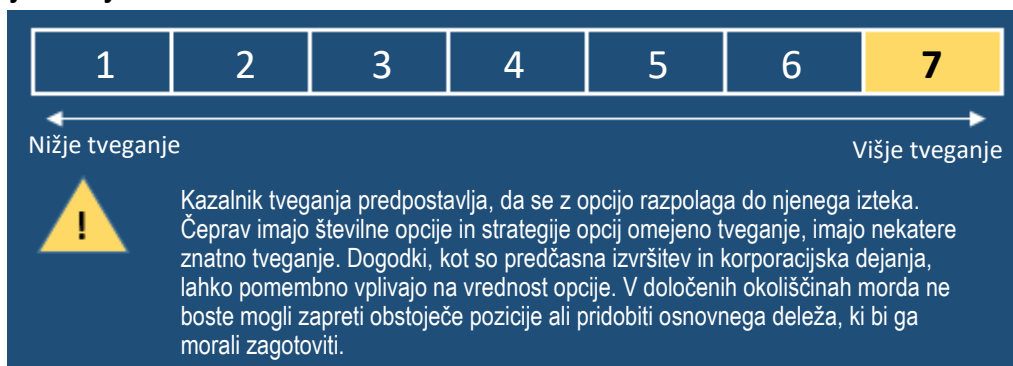 1 2 3 4 5 6 7
Nižje tveganje
Višje tveganje
!
Kazalnik tveganja predpostavlja, da se z opcijo razpolaga do njenega izteka.
Čeprav imajo številne opcije in strategije opcij omejeno tveganje, imajo nekatere
znatno tveganje. Dogodki, kot so predčasna izvršitev in korporacijska dejanja,
lahko pomembno vplivajo na vrednost opcije. V določenih okoliščinah morda ne
boste mogli zapreti obstoječe pozicije ali pridobiti osnovnega deleža, ki bi ga
morali zagotoviti.